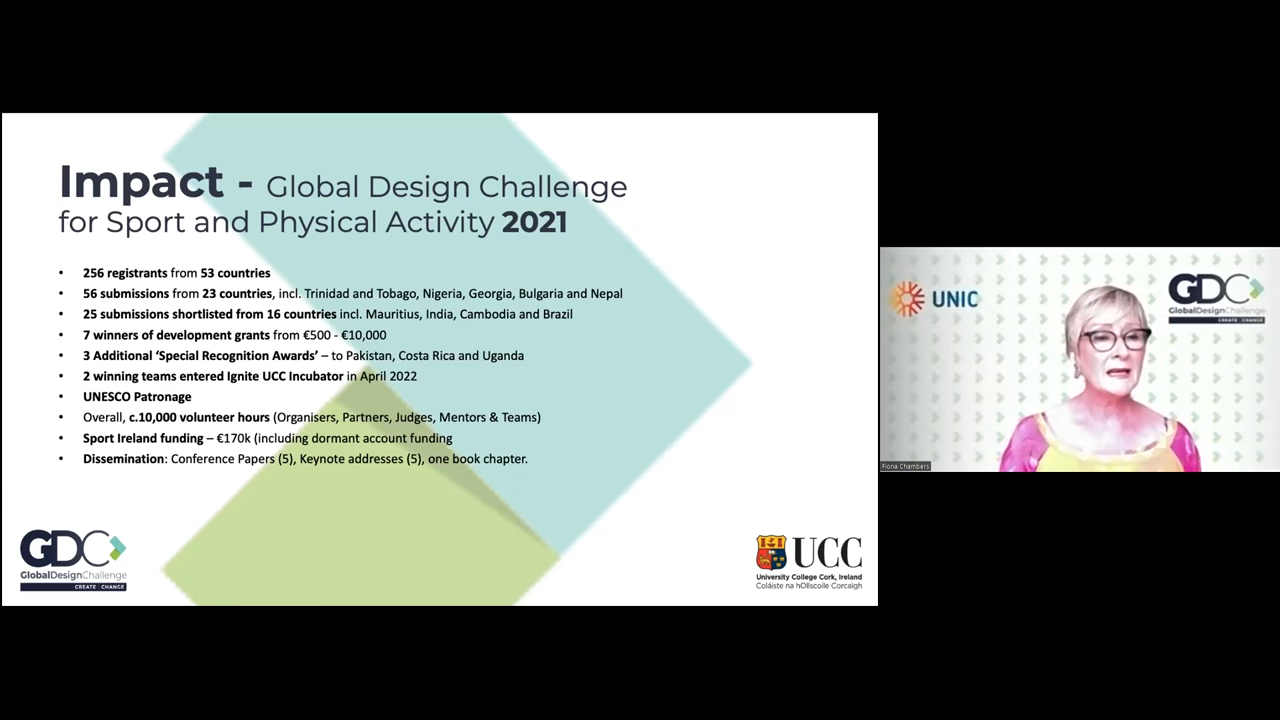 Impact - Global Design Challenge
for Sport and Physical Activity 2021
• 256 registrants from 53 countries
• 56 submissions from 23 countries, incl. Trinidad and Tobago, Nigeria, Georgia, Bulgaria and Nepal
• 25 submissions shortlisted from 16 countries incl. Mauritius, India, Cambodia and Brazil
• 7 winners of development grants from €500 - €10,000
• 3 Additional ‘Special Recognition Awards’ – to Pakistan, Costa Rica and Uganda
• 2 winning teams entered Ignite UCC Incubator in April 2022
• UNESCO Patronage
• Overall, c.10,000 volunteer hours (Organisers, Partners, Judges, Mentors & Teams)
• Sport Ireland funding – €170k (including dormant account funding
• Dissemination: Conference Papers (5), Keynote addresses (5), one book chapter.
GDC
GlobalDesignChallenge
CREATE CHANGE
UCC
University College Cork, Ireland
Coláiste na hOllscoile Corcaigh
UNIC
GDC
GlobalDesignChallenge
CREATE CHANGE
Fiona Chambers